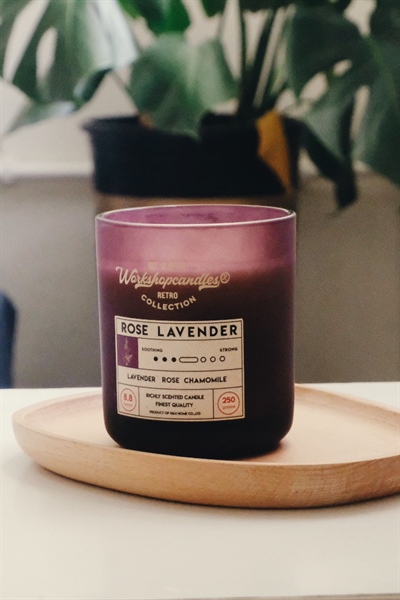 Workshopcandles®
RETRO
COLLECTION
ROSE LAVENDER
SOOTHING STRONG
LAVENDER ROSE CHAMOMILE
8.8
RICHLY SCENTED CANDLE
FINEST QUALITY
250